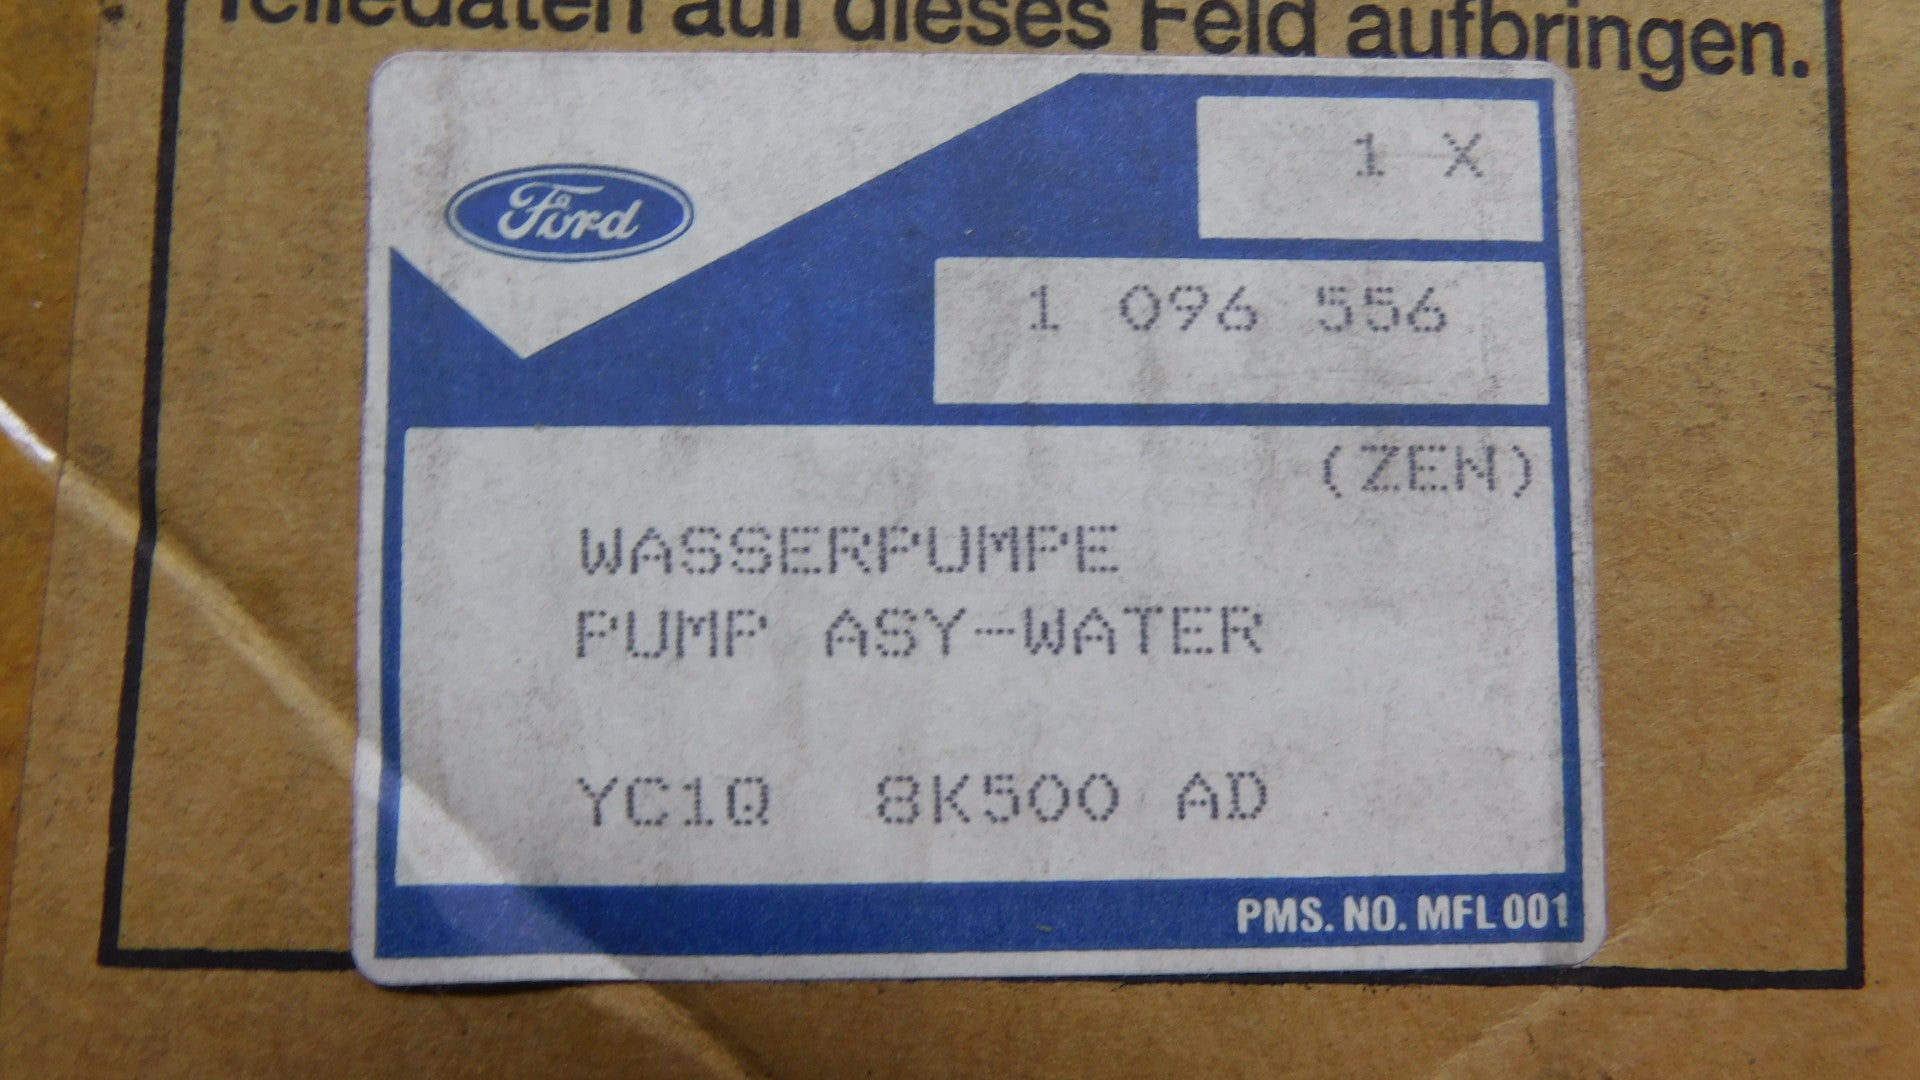 Teiledaten auf dieses Feld aufbringen.
Ford
1 X
1 096 556
(ZEN)
WASSERPUMPE
PUMP ASY-WATER
YC1Q 8K500 AD
PMS. NO. MFL 001